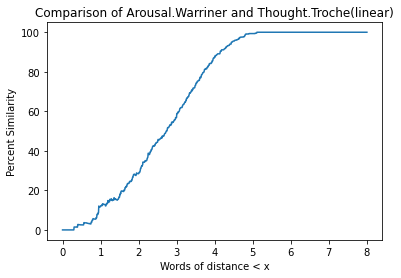 Comparison of Arousal.Warriner and Thought.Troche(linear)
100
80
60
40
20
0
Percent Similarity
0 1 2 3 4 5 6 7 8
Words of distance < x